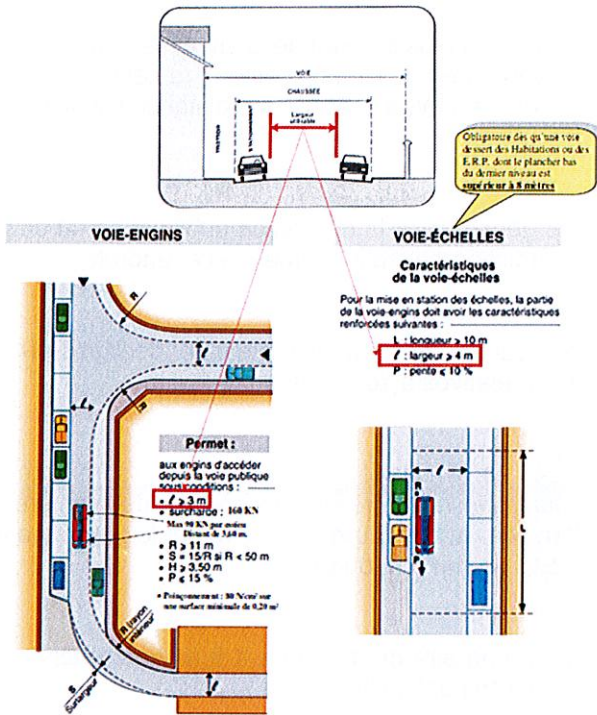 VOIE
CHAUSSÉE
Largeur
utilisable
TROTTOIR
STATIONNEMENT
Obligatoire dès qu'une voie
dessert des Habitations ou des
E.R.P. dont le plancher bas
du dernier niveau est
supérieur à 8 mètres
VOIE-ENGINS
VOIE-ÉCHELLES
Caractéristiques
de la voie-échelles
Pour la mise en station des échelles, la partie
de la voie-engins doit avoir les caractéristiques
renforcées suivantes :
L : longueur ≥ 10 m
ℓ : largeur ≥ 4 m
P : pente ≤ 10 %
R
ℓ
R
ℓ
Permet :
aux engins d'accéder
depuis la voie publique
sous conditions :
• ℓ ≥ 3 m
• surcharge : 160 KN
Max 90 KN par essieu
Distant de 3,60 m.
• R ≥ 11 m
• S = 15/R si R < 50 m
• H ≥ 3,50 m
• P ≤ 15 %
• Poinçonnement : 80 N/cm² sur
une surface minimale de 0,20 m²
R (rayon
intérieur
S
Surlargeur
ℓ
ℓ
R
P
L